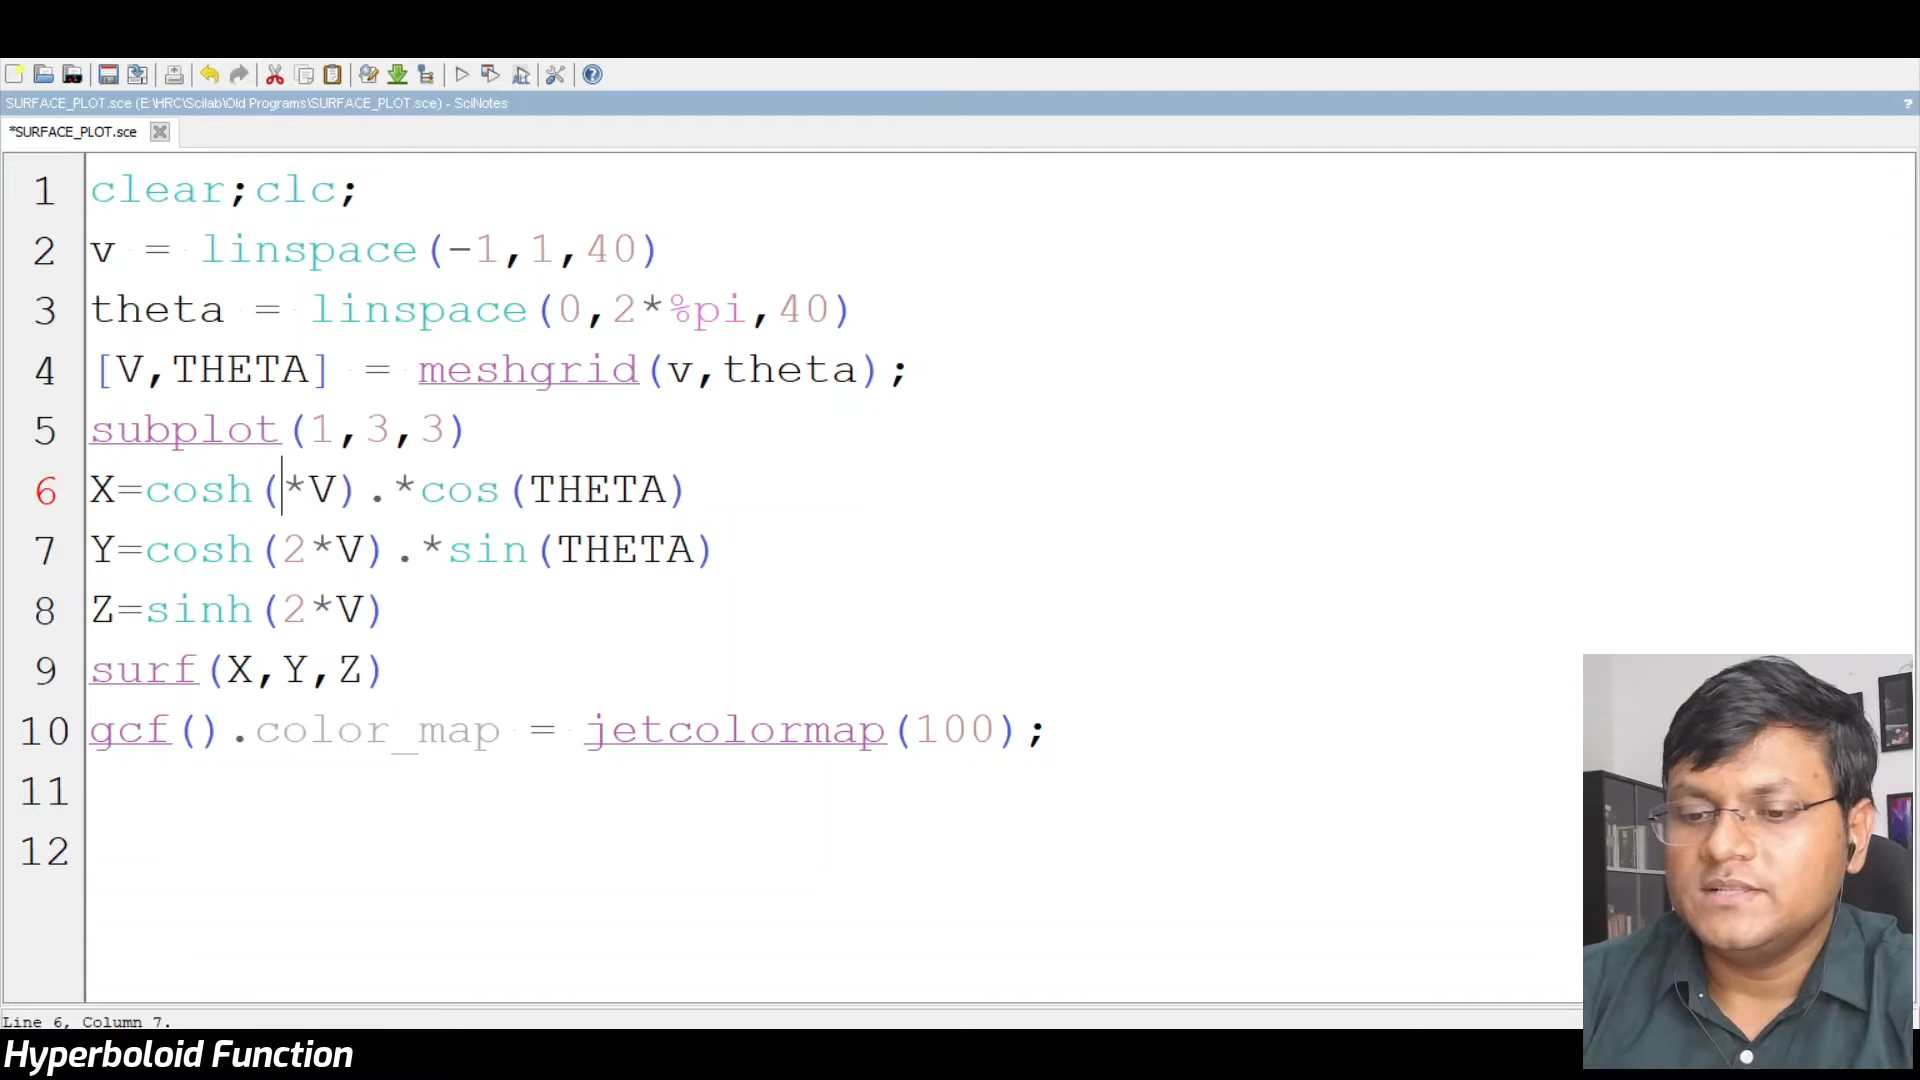 SURFACE_PLOT.sce (E:\HRC\Scilab\Old Programs\SURFACE_PLOT.sce) - SciNotes
?
*SURFACE_PLOT.sce
1 clear;clc;
2 v = linspace(-1,1,40)
3 theta = linspace(0,2*%pi,40)
4 [V,THETA] = meshgrid(v,theta);
5 subplot(1,3,3)
6 X=cosh(*V).*cos(THETA)
7 Y=cosh(2*V).*sin(THETA)
8 Z=sinh(2*V)
9 surf(X,Y,Z)
10 gcf().color_map = jetcolormap(100);
11
12
Line 6, Column 7.
Hyperboloid Function